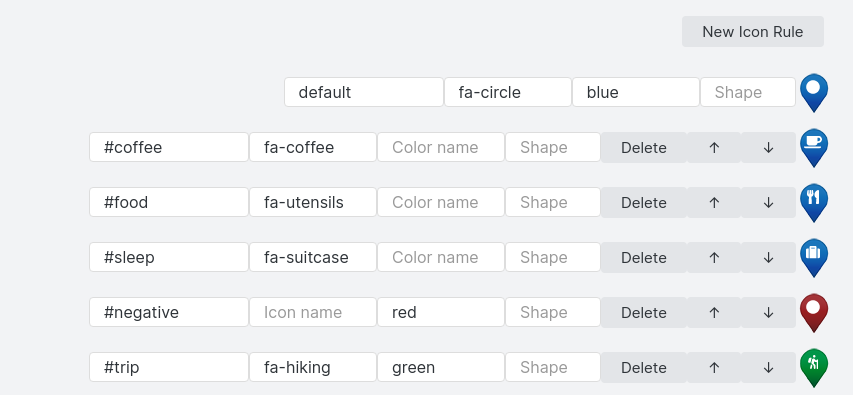 New Icon Rule
default fa-circle blue Shape
#coffee fa-coffee Color name Shape Delete ↑ ↓
#food fa-utensils Color name Shape Delete ↑ ↓
#sleep fa-suitcase Color name Shape Delete ↑ ↓
#negative Icon name red Shape Delete ↑ ↓
#trip fa-hiking green Shape Delete ↑ ↓